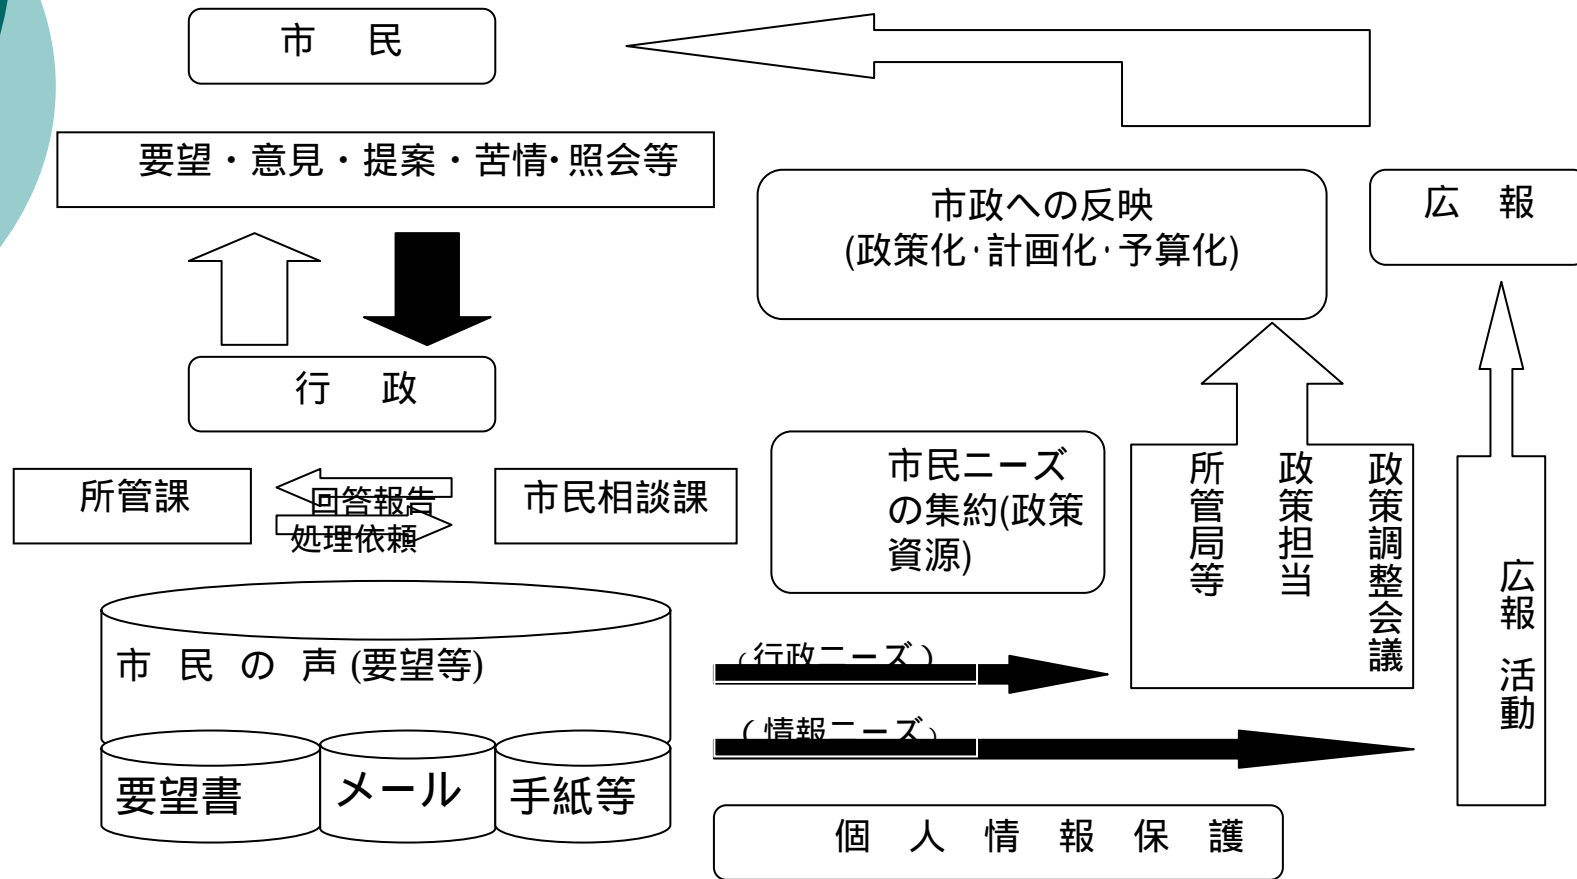 市 民
要望・意見・提案・苦情・照会等
市政への反映
(政策化・計画化・予算化)
広 報
行 政
所管課
回答報告
処理依頼
市民相談課
市民ニーズ
の集約(政策
資源)
所管局等
政策担当
政策調整会議
広報 活動
市 民 の 声 (要望等)
(行政ニーズ)
(情報ニーズ)
要望書
メール
手紙等
個 人 情 報 保 護